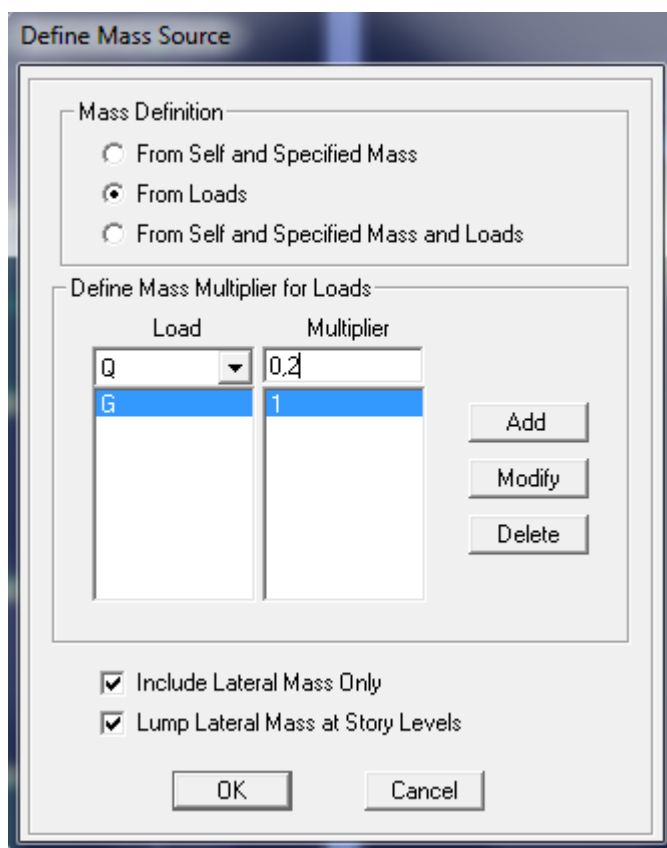 Define Mass Source
Mass Definition
From Self and Specified Mass
From Loads
From Self and Specified Mass and Loads
Define Mass Multiplier for Loads
Load Multiplier
Q 0,2
G 1
Add
Modify
Delete
Include Lateral Mass Only
Lump Lateral Mass at Story Levels
OK Cancel